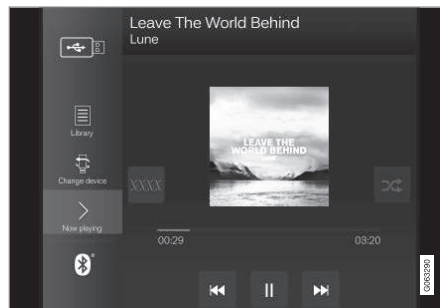 Leave The World Behind
Lune
Library
Change device
Now playing
LEAVE THE
WORLD BEHIND
LUNE
XXXX
00:29
03:20
G063290